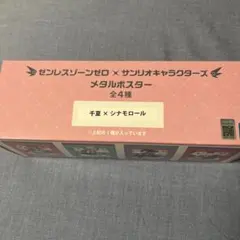 ゼンレスゾーンゼロ × サンリオキャラクターズ
メタルポスター
全4種
千夏 × シナモロール